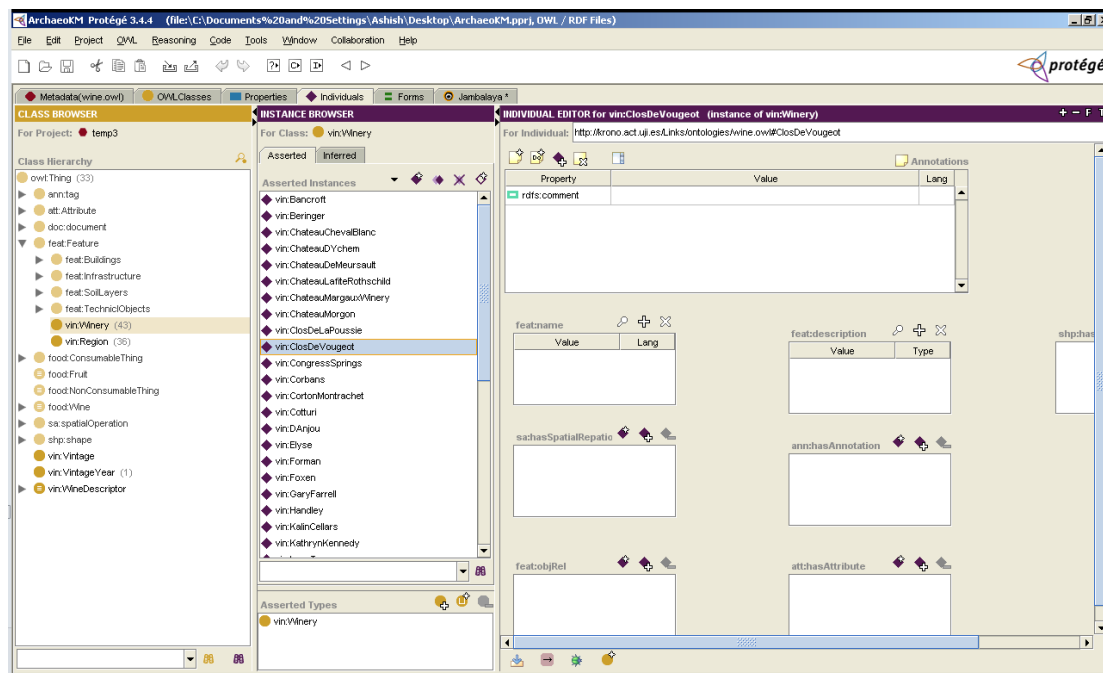 ArchaeoKM Protégé 3.4.4 (file:\C:\Documents%20and%20Settings\Ashish\Desktop\ArchaeoKM.pprj, OWL / RDF Files)
File Edit Project OWL Reasoning Code Tools Window Collaboration Help
protégé
Metadata(wine.owl) OWLClasses Properties Individuals Forms Jambalaya *
CLASS BROWSER
For Project: temp3
Class Hierarchy
owl:Thing (33)
ann:tag
att:Attribute
doc:document
feat:Feature
feat:Buildings
feat:Infrastructure
feat:SoilLayers
feat:TechniclObjects
vin:Winery (43)
vin:Region (36)
food:ConsumableThing
food:Fruit
food:NonConsumableThing
food:Wine
sa:spatialOperation
shp:shape
vin:Vintage
vin:VintageYear (1)
vin:WineDescriptor
INSTANCE BROWSER
For Class: vin:Winery
Asserted Inferred
Asserted Instances
vin:Bancroft
vin:Beringer
vin:ChateauChevalBlanc
vin:ChateauDYchem
vin:ChateauDeMeursault
vin:ChateauLafiteRothschild
vin:ChateauMargauxWinery
vin:ChateauMorgon
vin:ClosDeLaPoussie
vin:ClosDeVougeot
vin:CongressSprings
vin:Corbans
vin:CortonMontrachet
vin:Cotturi
vin:DAnjou
vin:Elyse
vin:Forman
vin:Foxen
vin:GaryFarrell
vin:Handley
vin:KalinCellars
vin:KathrynKennedy
Asserted Types
vin:Winery
INDIVIDUAL EDITOR for vin:ClosDeVougeot (instance of vin:Winery)
+ − F T
For Individual: http://krono.act.uji.es/Links/ontologies/wine.owl#ClosDeVougeot
Annotations
Property Value Lang
rdfs:comment
feat:name
Value Lang
feat:description
Value Type
shp:has
sa:hasSpatialRepatio
ann:hasAnnotation
feat:objRel
att:hasAttribute